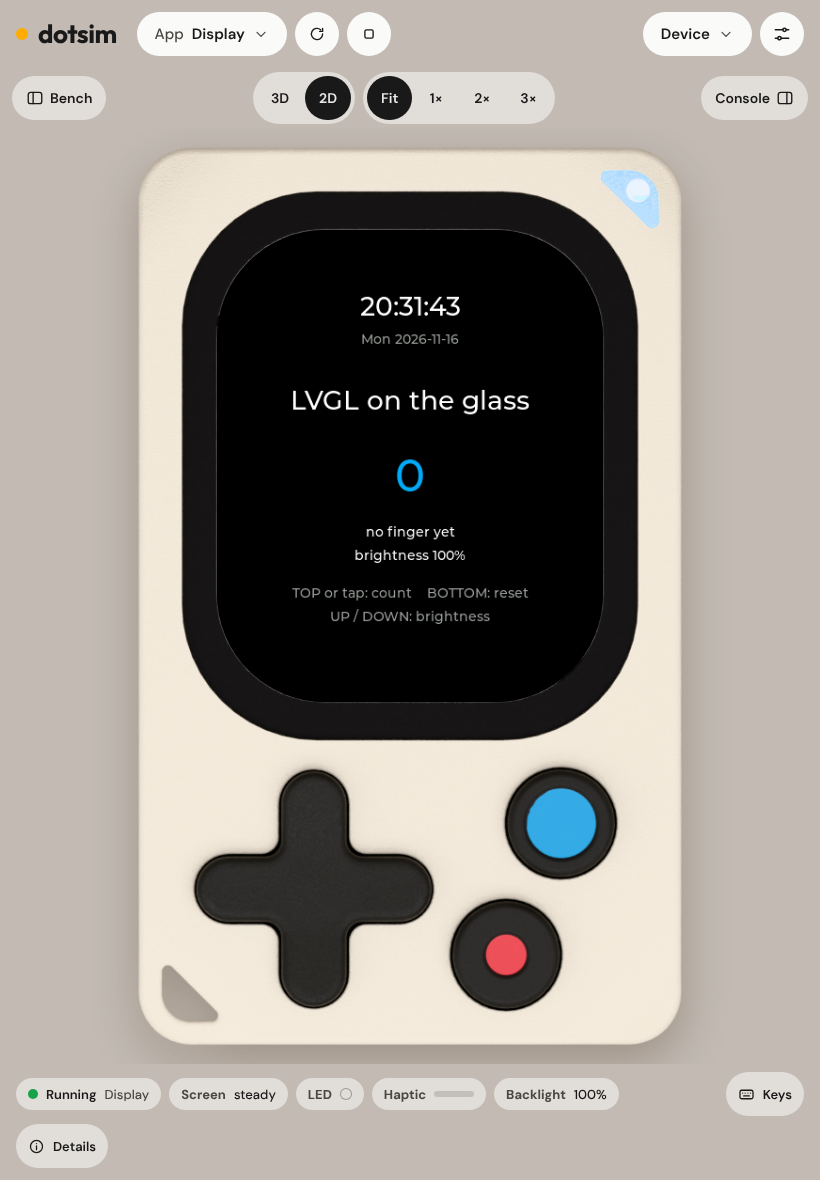 dotsim App Display Device
Bench 3D 2D Fit 1× 2× 3× Console
20:31:43
Mon 2026-11-16
LVGL on the glass
0
no finger yet
brightness 100%
TOP or tap: count BOTTOM: reset
UP / DOWN: brightness
Running Display Screen steady LED Haptic Backlight 100% Keys
Details